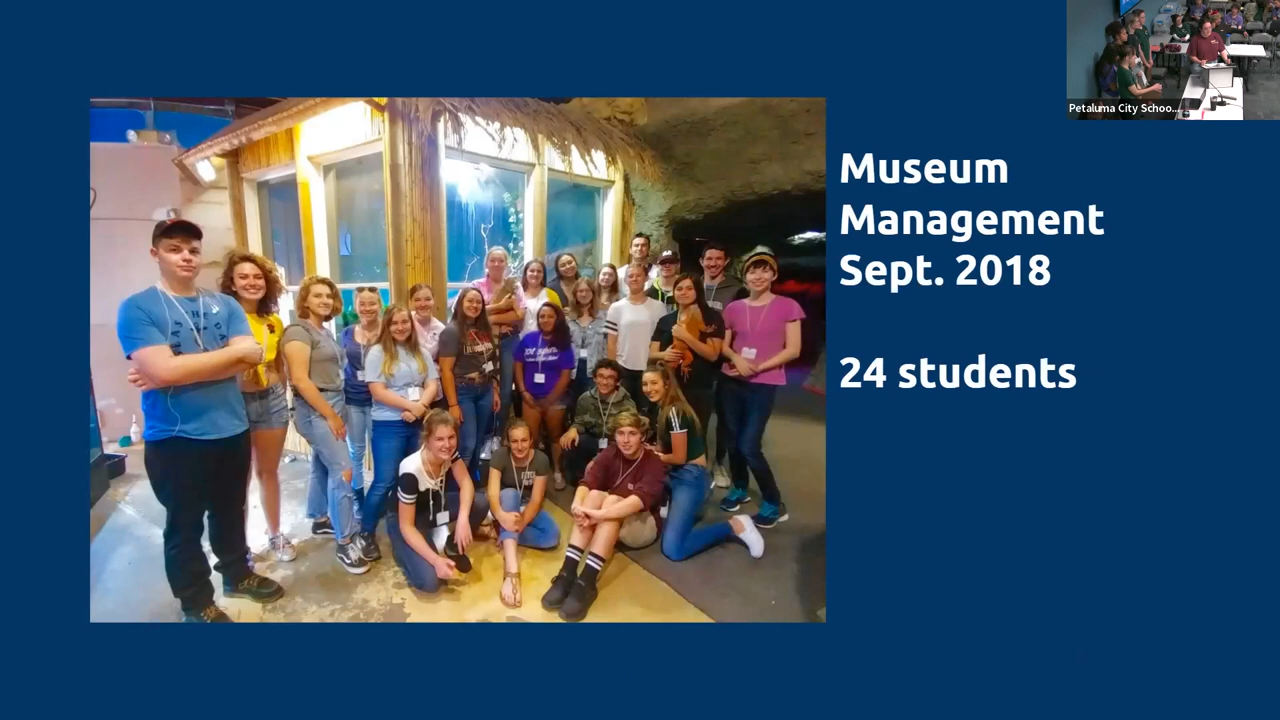 Petaluma City Schoo...
Museum
Management
Sept. 2018
24 students